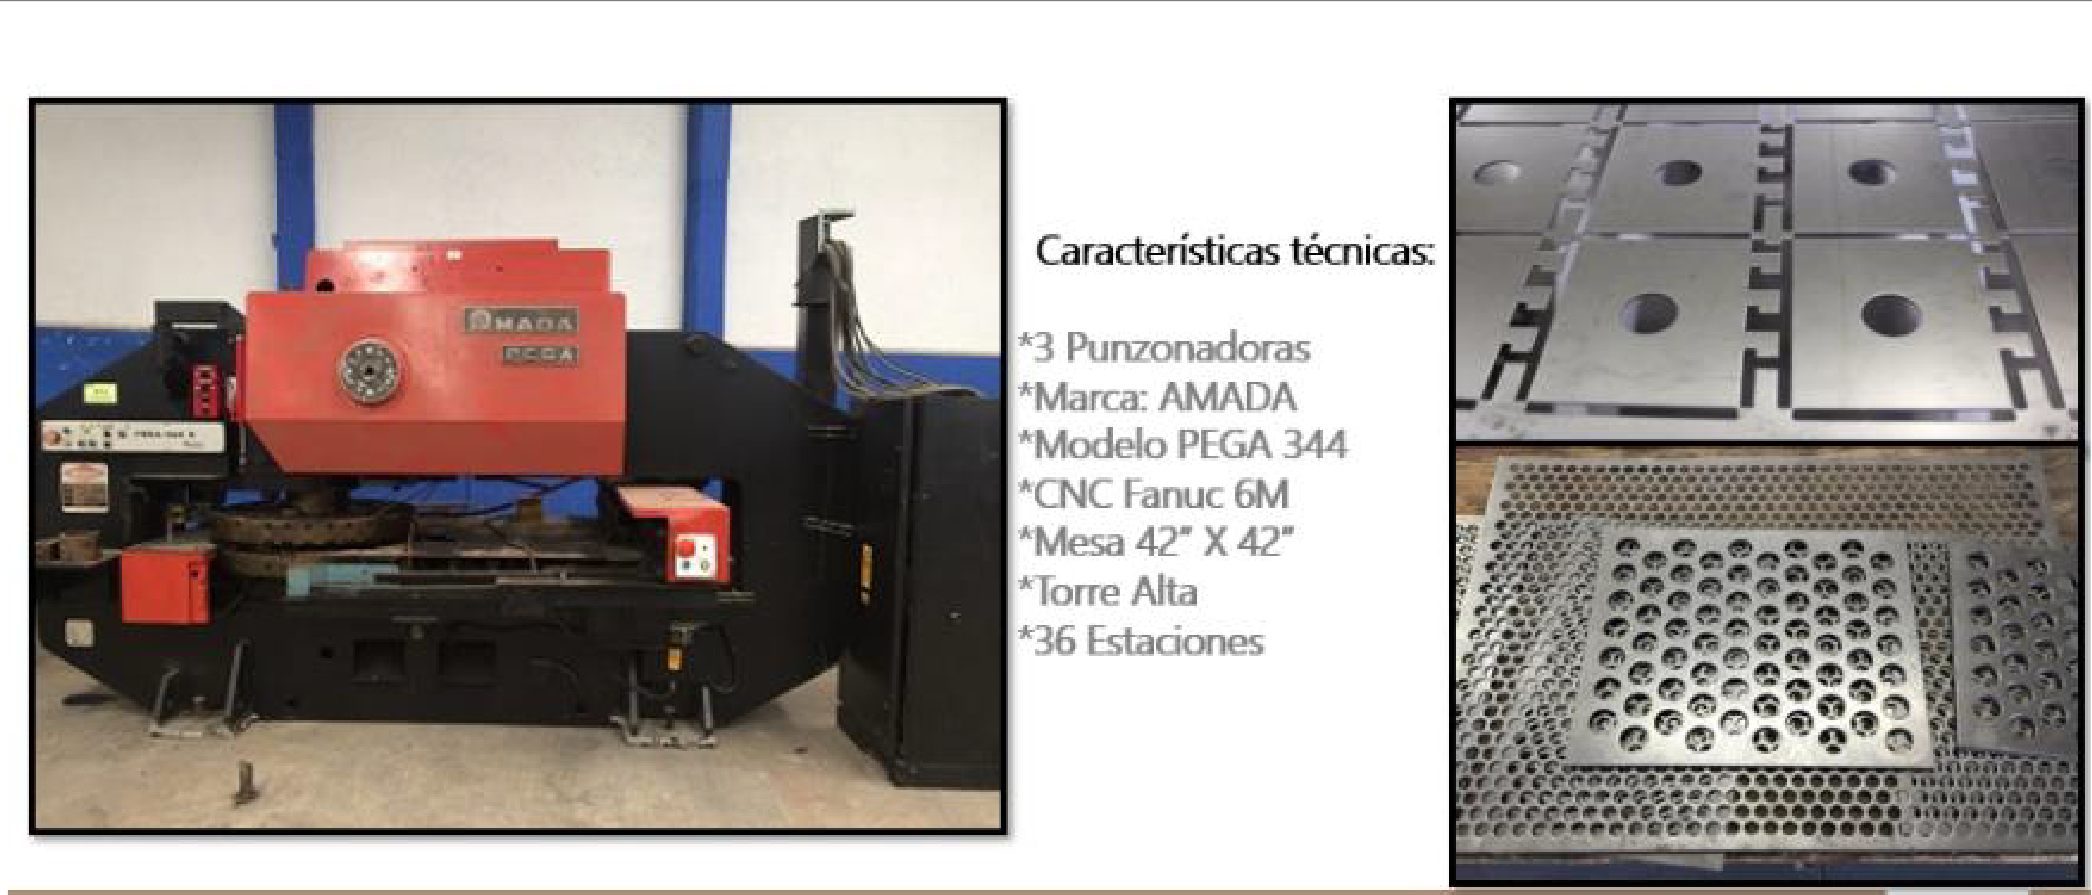 AMADA
PEGA
Características técnicas:
*3 Punzonadoras
*Marca: AMADA
*Modelo PEGA 344
*CNC Fanuc 6M
*Mesa 42” X 42”
*Torre Alta
*36 Estaciones